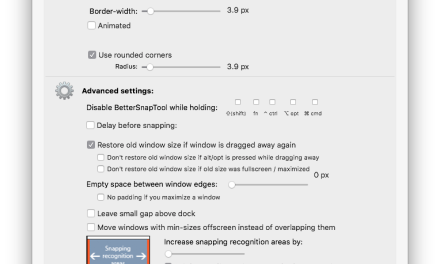 Border-width: 3.9 px
Animated
Use rounded corners
Radius: 3.9 px
Advanced settings:
Disable BetterSnapTool while holding:
⇧(shift) fn ⌃ ctrl ⌥ opt ⌘ cmd
Delay before snapping:
Restore old window size if window is dragged away again
Don't restore old window size if alt/opt is pressed while dragging away
Don't restore old window size if old size was fullscreen / maximized
Empty space between window edges: 0 px
No padding if you maximize a window
Leave small gap above dock
Move windows with min-sizes offscreen instead of overlapping them
Increase snapping recognition areas by:
Snapping
← recognition →
areas